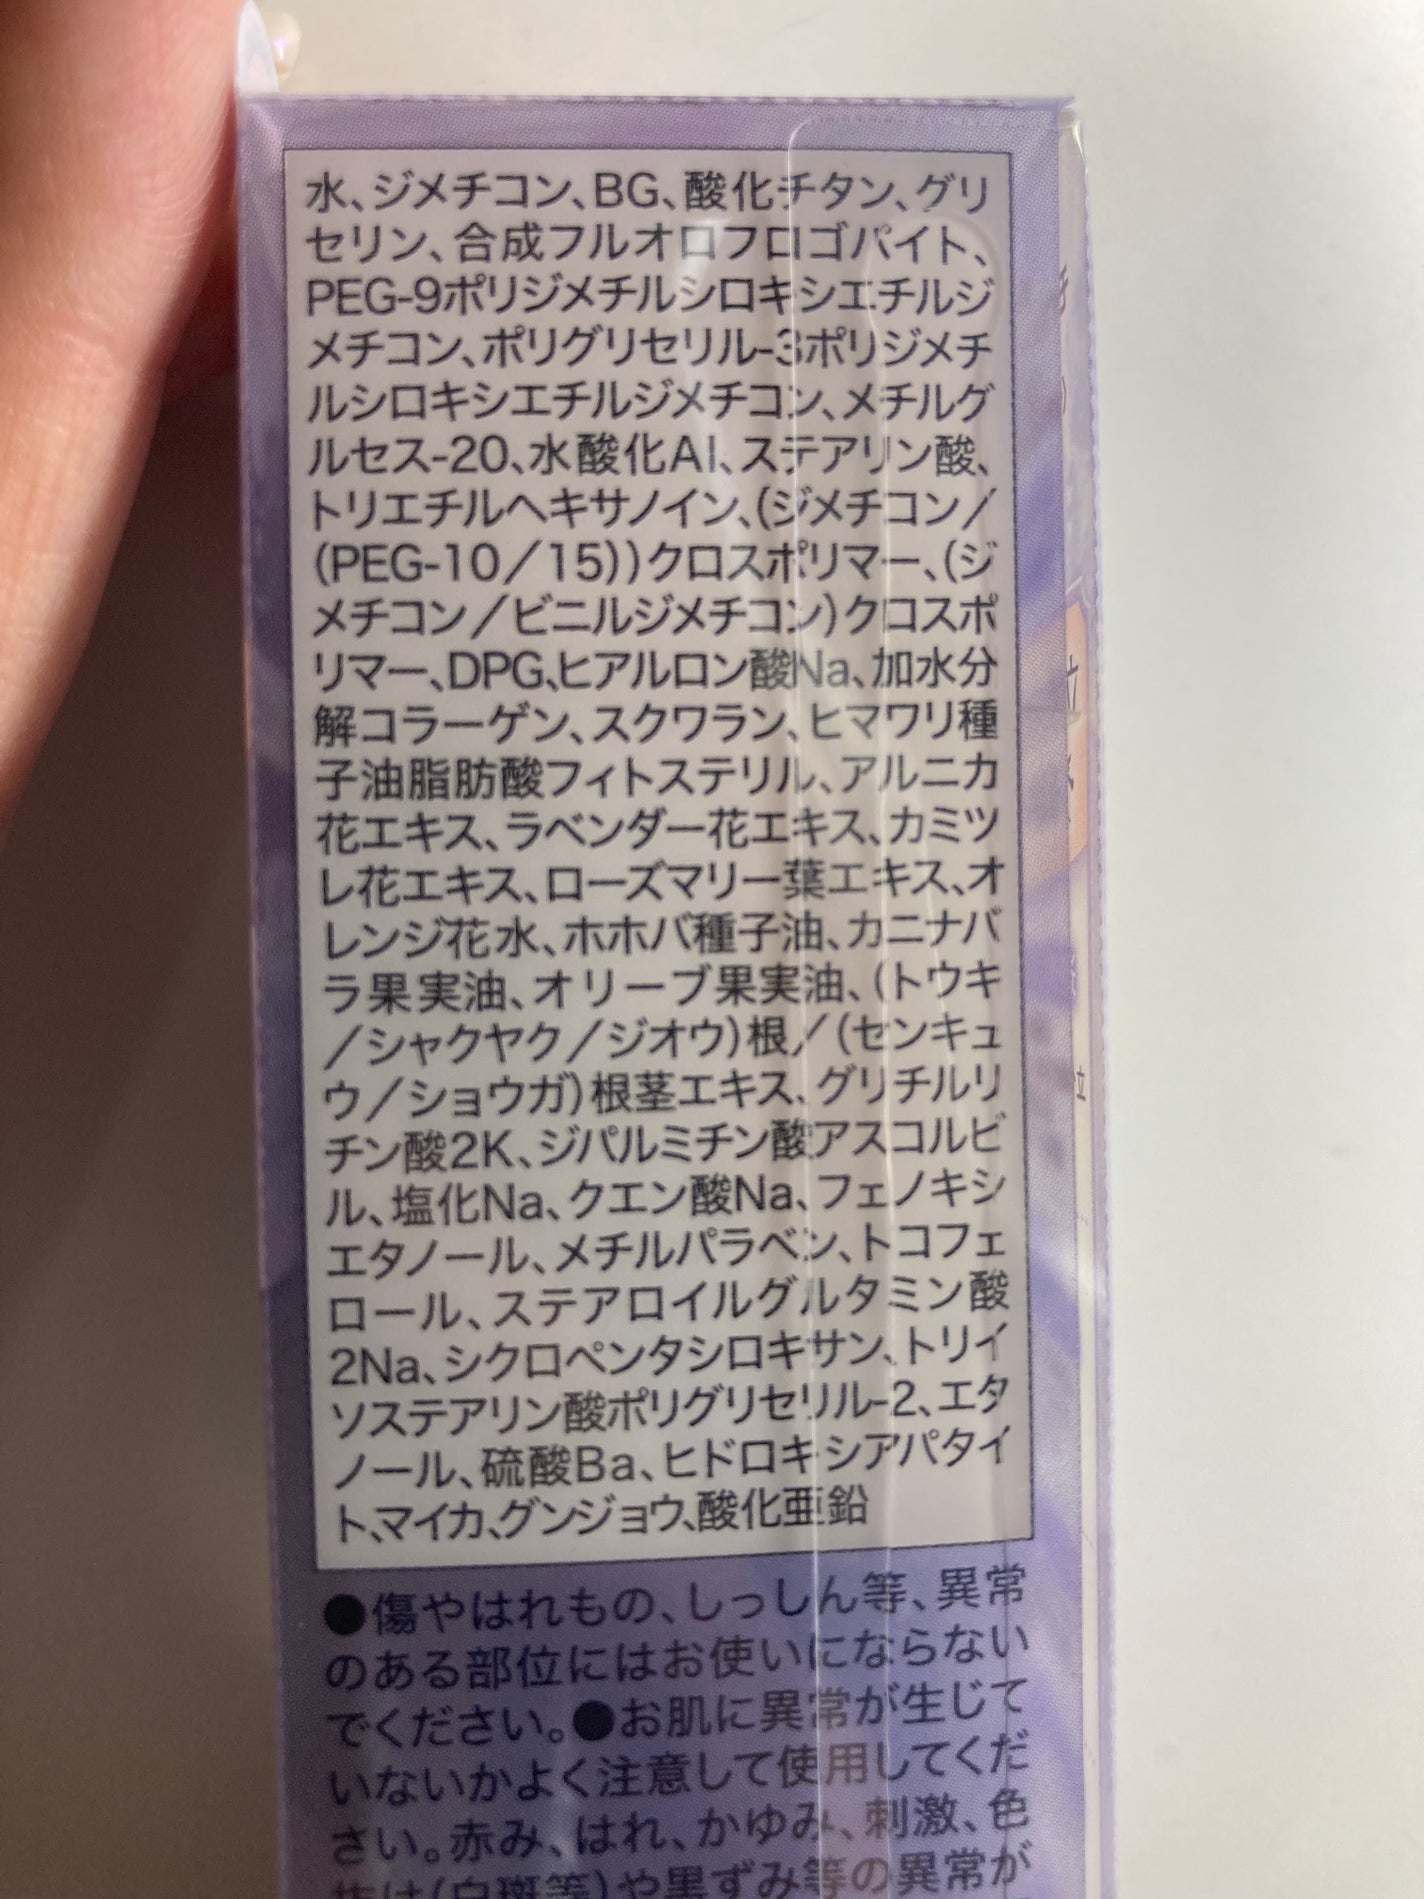 水、ジメチコン、BG、酸化チタン、グリ
セリン、合成フルオロフロゴパイト、
PEG-9ポリジメチルシロキシエチルジ
メチコン、ポリグリセリル-3ポリジメチ
ルシロキシエチルジメチコン、メチルグ
ルセス-20、水酸化Al、ステアリン酸、
トリエチルヘキサノイン、(ジメチコン/
(PEG-10/15))クロスポリマー、(ジ
メチコン/ビニルジメチコン)クロスポ
リマー、DPG、ヒアルロン酸Na、加水分
解コラーゲン、スクワラン、ヒマワリ種
子油脂肪酸フィトステリル、アルニカ
花エキス、ラベンダー花エキス、カミツ
レ花エキス、ローズマリー葉エキス、オ
レンジ花水、ホホバ種子油、カニナバ
ラ果実油、オリーブ果実油、(トウキ
/シャクヤク/ジオウ)根/(センキュ
ウ/ショウガ)根茎エキス、グリチルリ
チン酸2K、ジパルミチン酸アスコルビ
ル、塩化Na、クエン酸Na、フェノキシ
エタノール、メチルパラベン、トコフェ
ロール、ステアロイルグルタミン酸
2Na、シクロペンタシロキサン、トリイ
ソステアリン酸ポリグリセリル-2、エタ
ノール、硫酸Ba、ヒドロキシアパタイ
ト、マイカ、グンジョウ、酸化亜鉛
●傷やはれもの、しっしん等、異常
のある部位にはお使いにならない
でください。●お肌に異常が生じて
いないかよく注意して使用してくだ
さい。赤み、はれ、かゆみ、刺激、色
抜け(白斑等)や黒ずみ等の異常が
立